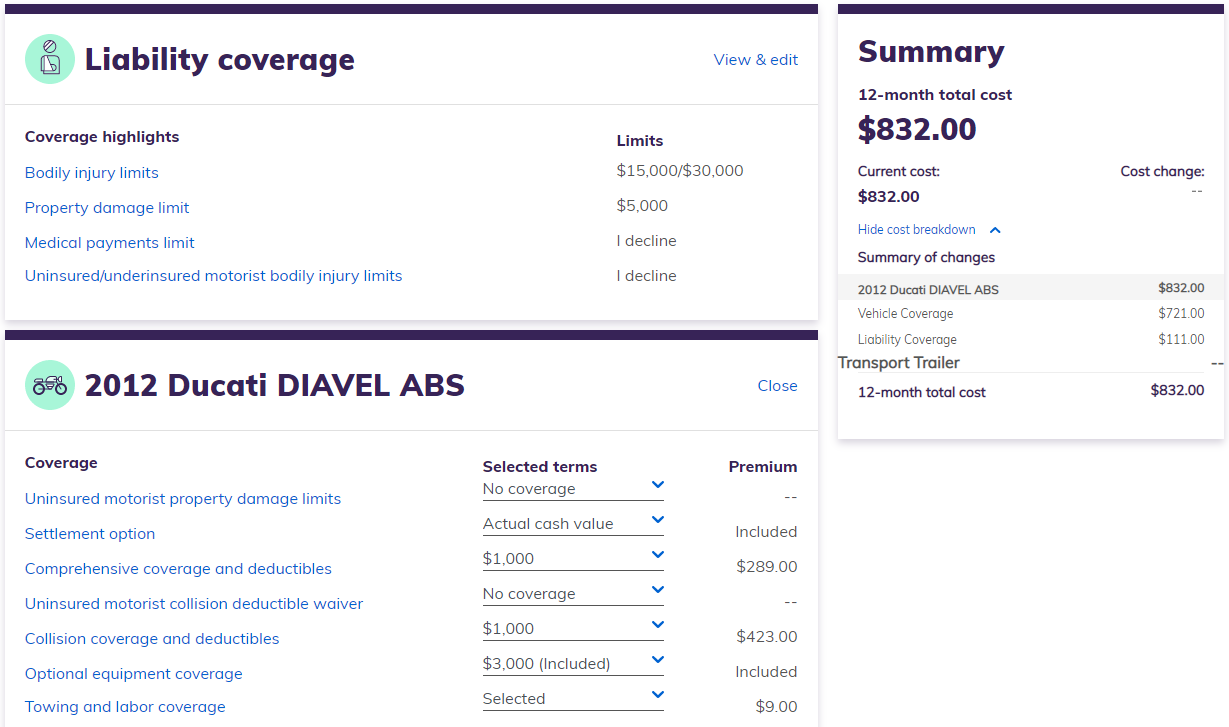 Liability coverage
View & edit
Coverage highlights
Limits
Bodily injury limits
$15,000/$30,000
Property damage limit
$5,000
Medical payments limit
I decline
Uninsured/underinsured motorist bodily injury limits
I decline
2012 Ducati DIAVEL ABS
Close
Coverage
Selected terms
Premium
Uninsured motorist property damage limits
No coverage
--
Settlement option
Actual cash value
Included
Comprehensive coverage and deductibles
$1,000
$289.00
Uninsured motorist collision deductible waiver
No coverage
--
Collision coverage and deductibles
$1,000
$423.00
Optional equipment coverage
$3,000 (Included)
Included
Towing and labor coverage
Selected
$9.00
Summary
12-month total cost
$832.00
Current cost:
Cost change:
$832.00
--
Hide cost breakdown
Summary of changes
2012 Ducati DIAVEL ABS
$832.00
Vehicle Coverage
$721.00
Liability Coverage
$111.00
Transport Trailer
--
12-month total cost
$832.00